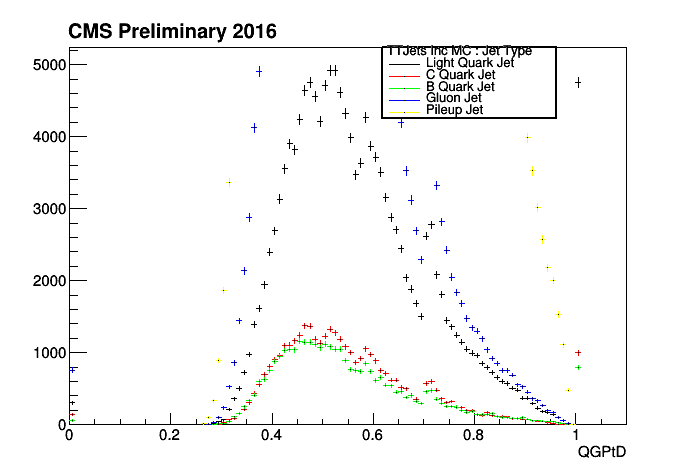 CMS Preliminary 2016
TTJets Inc MC : Jet Type
Light Quark Jet
C Quark Jet
B Quark Jet
Gluon Jet
Pileup Jet
5000
4000
3000
2000
1000
0
0 0.2 0.4 0.6 0.8 1
QGPtD